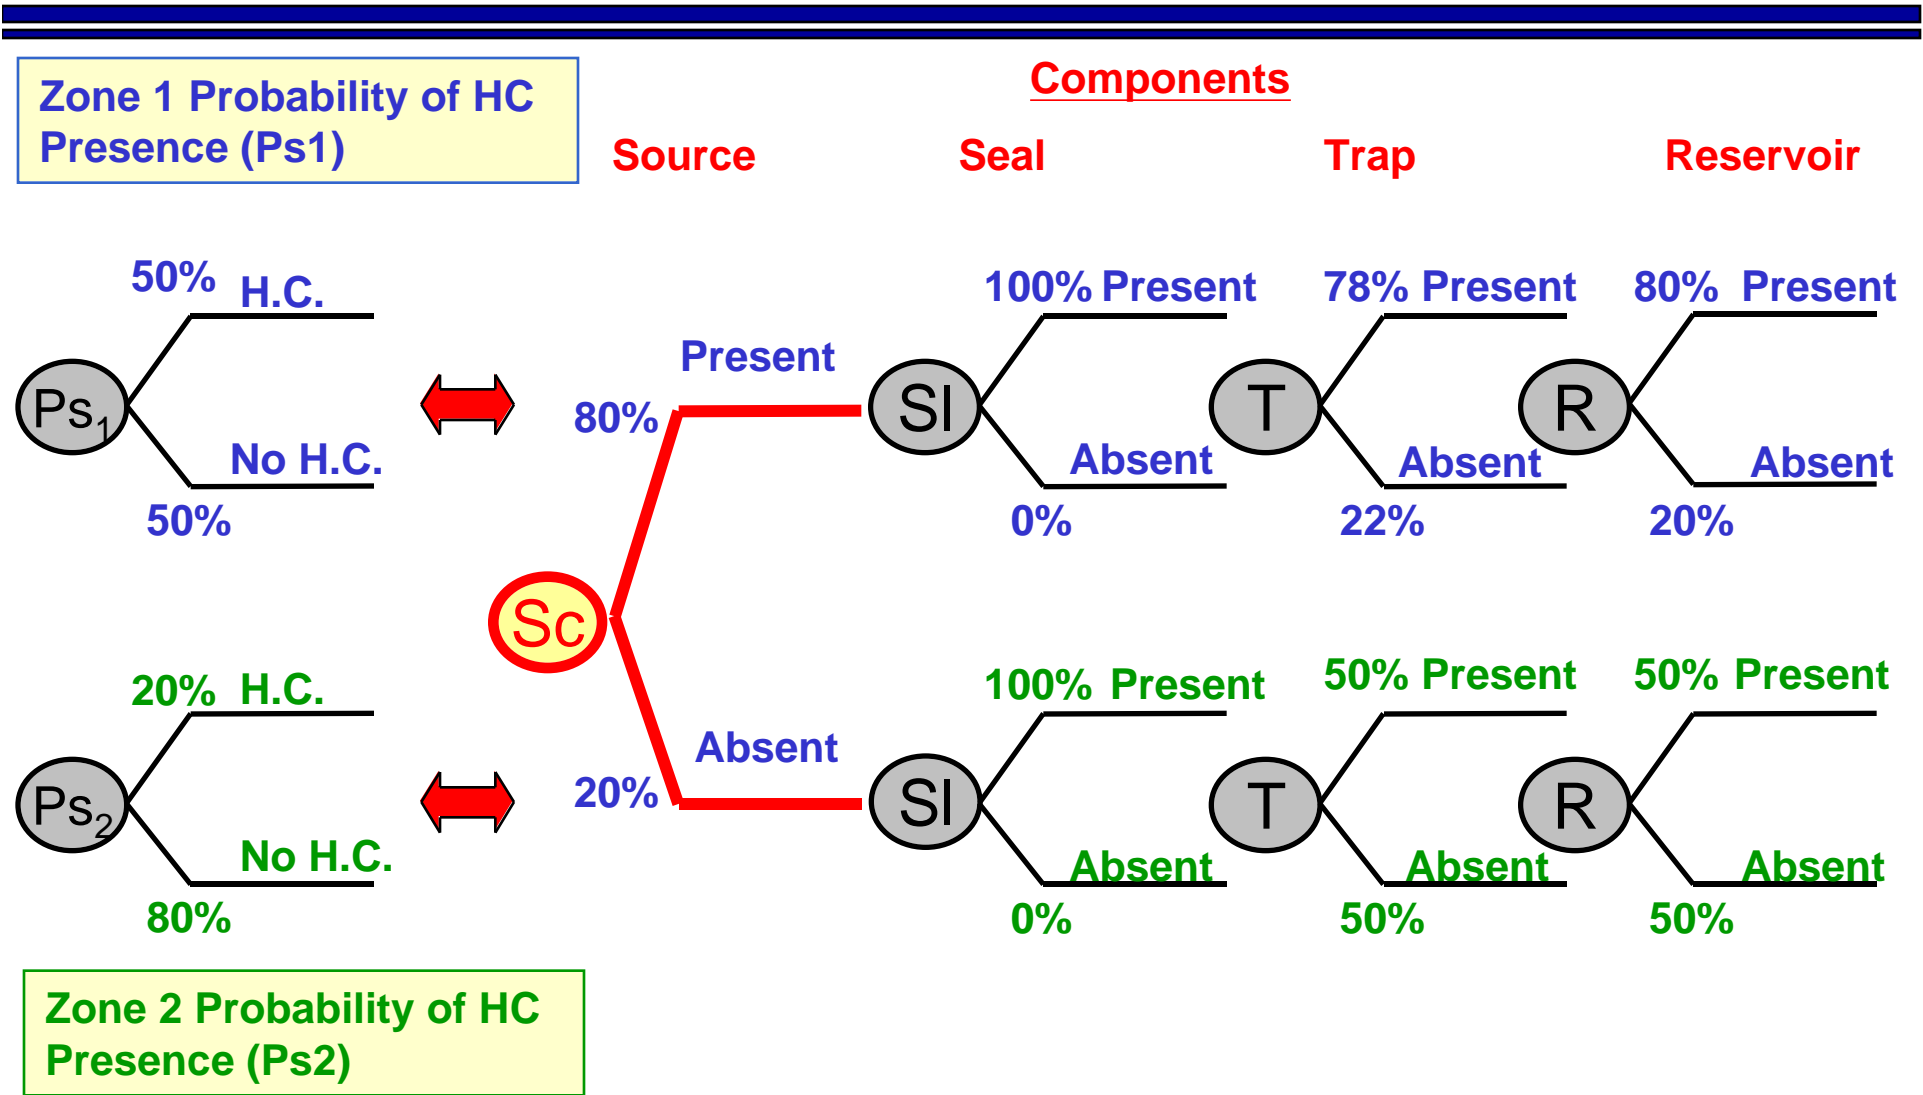 Components
Zone 1 Probability of HC
Presence (Ps1)
Source Seal Trap Reservoir
50% H.C. 100% Present 78% Present 80% Present
Present
Ps1 80% Sl T R
No H.C. Absent Absent Absent
50% 0% 22% 20%
Sc
20% H.C. 100% Present 50% Present 50% Present
Absent
Ps2 20% Sl T R
No H.C. Absent Absent Absent
80% 0% 50% 50%
Zone 2 Probability of HC
Presence (Ps2)